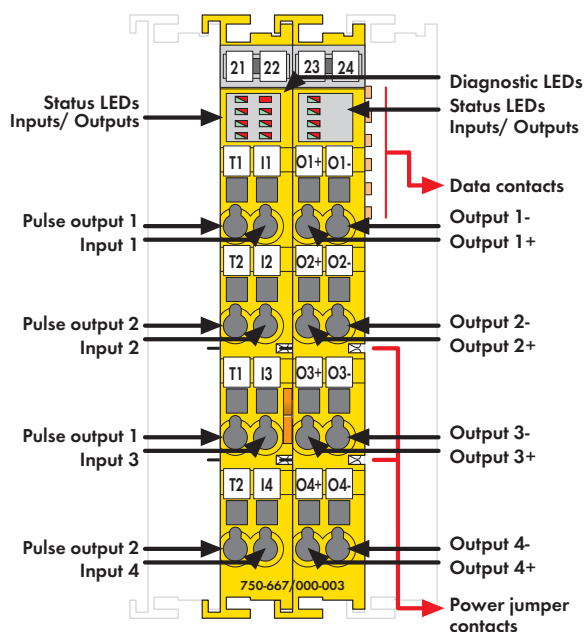 21 22 23 24
Diagnostic LEDs
Status LEDs
Inputs/ Outputs
Status LEDs
Inputs/ Outputs
T1 I1 O1+ O1-
Data contacts
Pulse output 1
Input 1
Output 1-
Output 1+
T2 I2 O2+ O2-
Pulse output 2
Input 2
Output 2-
Output 2+
T1 I3 O3+ O3-
Pulse output 1
Input 3
Output 3-
Output 3+
T2 I4 O4+ O4-
Pulse output 2
Input 4
Output 4-
Output 4+
750-667/000-003
Power jumper
contacts